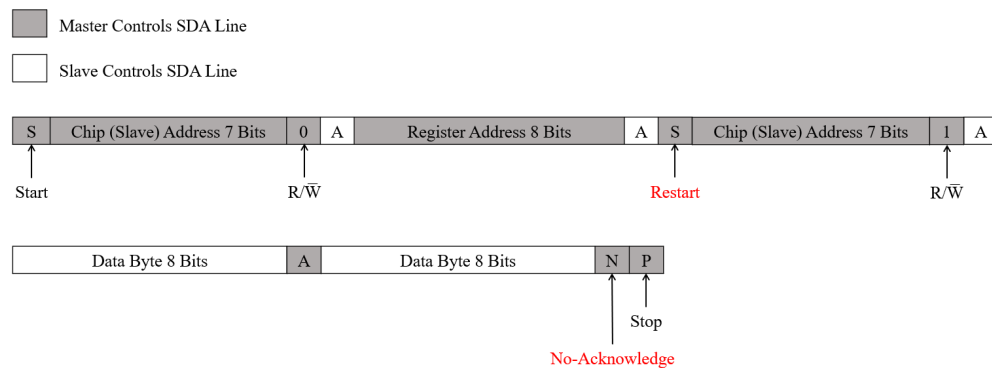 Master Controls SDA Line
Slave Controls SDA Line
S Chip (Slave) Address 7 Bits 0 A Register Address 8 Bits A S Chip (Slave) Address 7 Bits 1 A
Start R/W̅ Restart R/W̅
Data Byte 8 Bits A Data Byte 8 Bits N P
Stop
No-Acknowledge